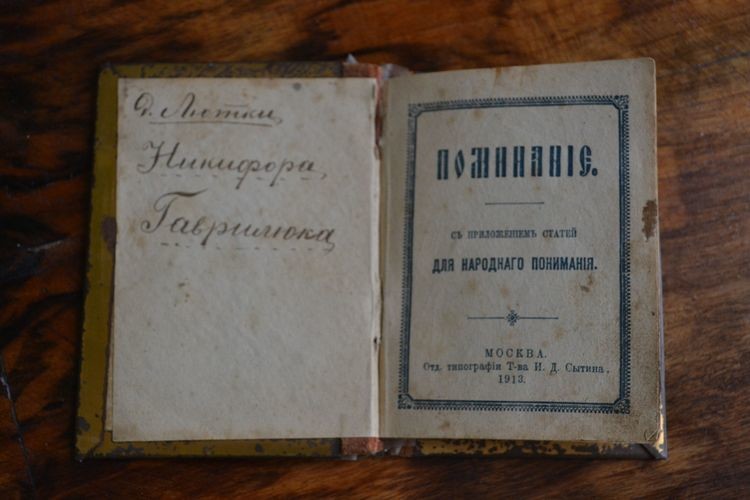 д. Лютки,
Никифора,
Гаврилюка,
ПОМИНАНІЕ.
СЪ ПРИЛОЖЕНІЕМЪ СТАТЕЙ
ДЛЯ НАРОДНАГО ПОНИМАНІЯ.
МОСКВА.
Отд. типографіи Т-ва И. Д. Сытина.
1913.